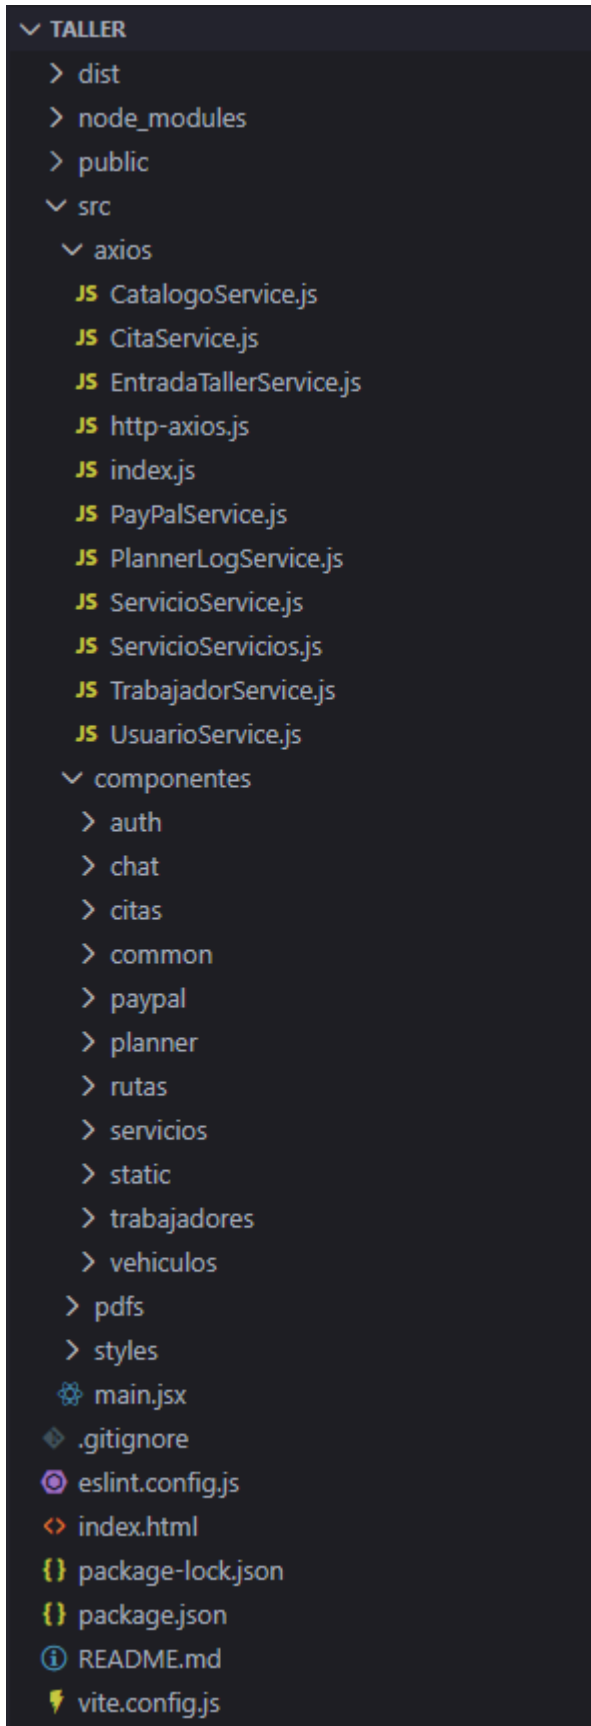 TALLER
dist
node_modules
public
src
axios
JS CatalogoService.js
JS CitaService.js
JS EntradaTallerService.js
JS http-axios.js
JS index.js
JS PayPalService.js
JS PlannerLogService.js
JS ServicioService.js
JS ServicioServicios.js
JS TrabajadorService.js
JS UsuarioService.js
componentes
auth
chat
citas
common
paypal
planner
rutas
servicios
static
trabajadores
vehiculos
pdfs
styles
main.jsx
.gitignore
eslint.config.js
<> index.html
{} package-lock.json
{} package.json
README.md
vite.config.js